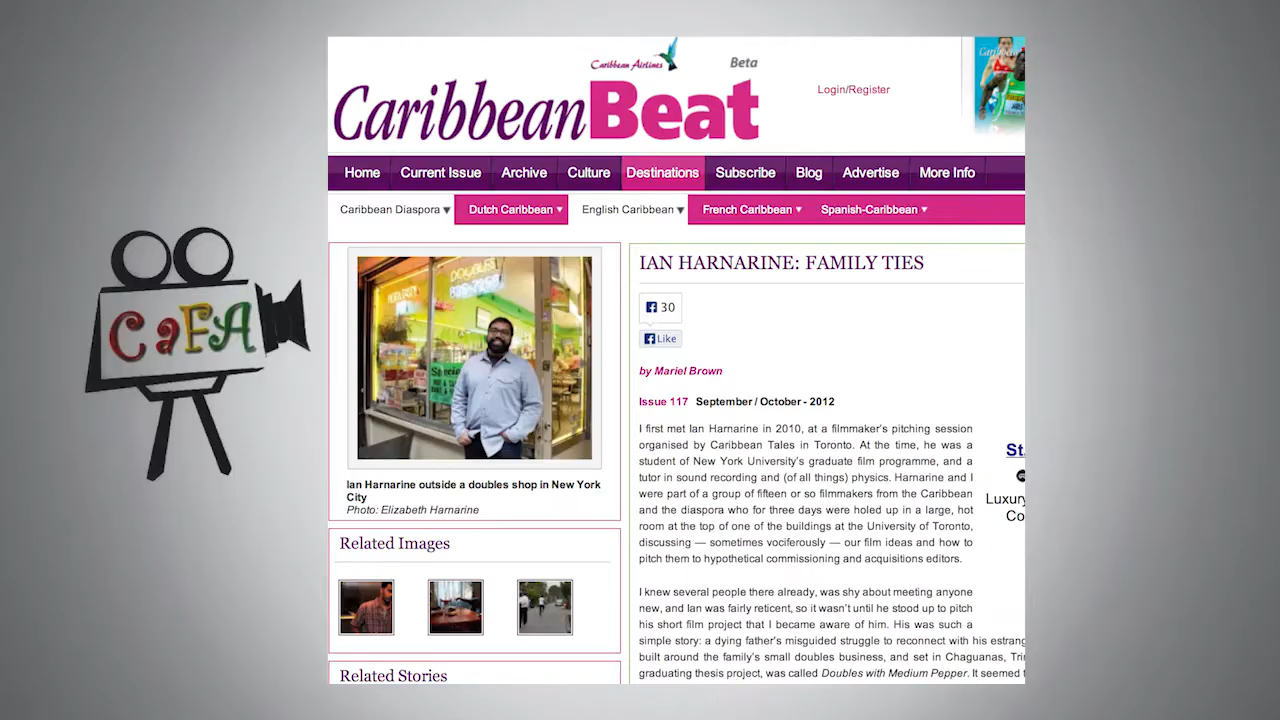 Caribbean Airlines
Beta
Caribbean
CaribbeanBeat
Login/Register
Home
Current Issue
Archive
Culture
Destinations
Subscribe
Blog
Advertise
More Info
Caribbean Diaspora
Dutch Caribbean
English Caribbean
French Caribbean
Spanish-Caribbean
CaFA
DOUBLES
Ian Harnarine outside a doubles shop in New York
City
Photo: Elizabeth Harnarine
Related Images
Related Stories
IAN HARNARINE: FAMILY TIES
30
Like
by Mariel Brown
Issue 117 September / October - 2012
I first met Ian Harnarine in 2010, at a filmmaker's pitching session
organised by Caribbean Tales in Toronto. At the time, he was a
student of New York University's graduate film programme, and a
tutor in sound recording and (of all things) physics. Harnarine and I
were part of a group of fifteen or so filmmakers from the Caribbean
and the diaspora who for three days were holed up in a large, hot
room at the top of one of the buildings at the University of Toronto,
discussing — sometimes vociferously — our film ideas and how to
pitch them to hypothetical commissioning and acquisitions editors.
I knew several people there already, was shy about meeting anyone
new, and Ian was fairly reticent, so it wasn't until he stood up to pitch
his short film project that I became aware of him. His was such a
simple story: a dying father's misguided struggle to reconnect with his estrang
built around the family's small doubles business, and set in Chaguanas, Tri
graduating thesis project, was called Doubles with Medium Pepper. It seemed t
St.
Luxury
Co